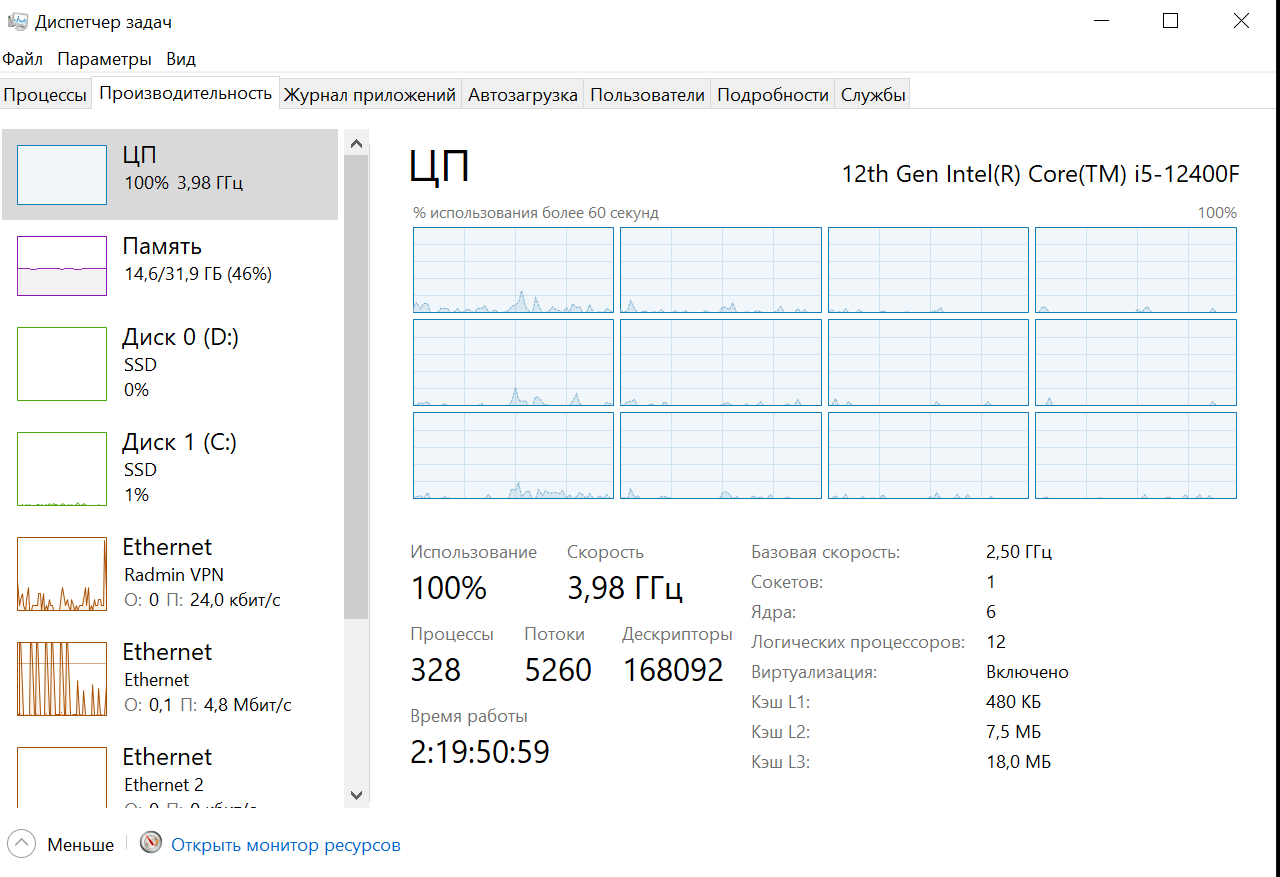 Диспетчер задач
Файл Параметры Вид
Процессы Производительность Журнал приложений Автозагрузка Пользователи Подробности Службы
ЦП
100% 3,98 ГГц
Память
14,6/31,9 ГБ (46%)
Диск 0 (D:)
SSD
0%
Диск 1 (C:)
SSD
1%
Ethernet
Radmin VPN
О: 0 П: 24,0 кбит/с
Ethernet
Ethernet
О: 0,1 П: 4,8 Мбит/с
Ethernet
Ethernet 2
О: 0 П: 0 кбит/с
ЦП
12th Gen Intel(R) Core(TM) i5-12400F
% использования более 60 секунд 100%
Использование Скорость
100% 3,98 ГГц
Процессы Потоки Дескрипторы
328 5260 168092
Время работы
2:19:50:59
Базовая скорость: 2,50 ГГц
Сокетов: 1
Ядра: 6
Логических процессоров: 12
Виртуализация: Включено
Кэш L1: 480 КБ
Кэш L2: 7,5 МБ
Кэш L3: 18,0 МБ
Меньше Открыть монитор ресурсов